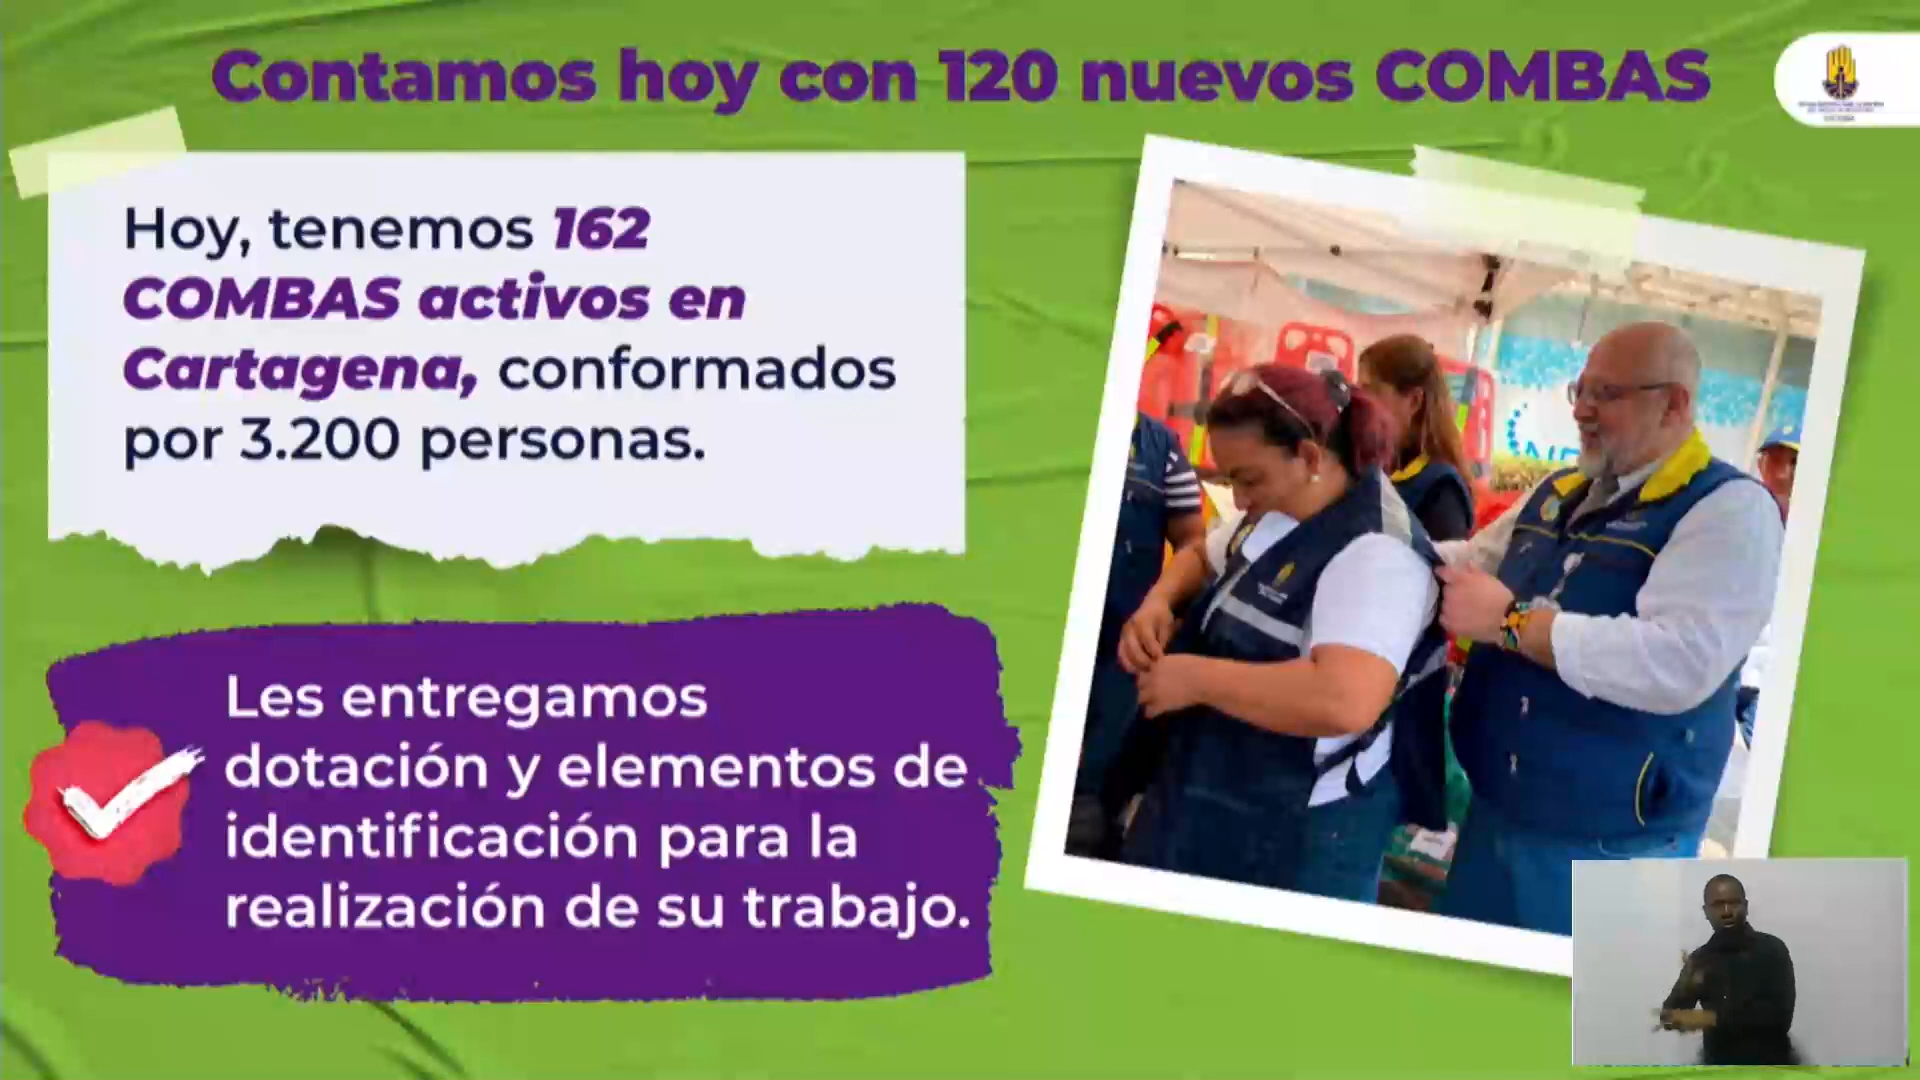 Contamos hoy con 120 nuevos COMBAS
Hoy, tenemos 162
COMBAS activos en
Cartagena, conformados
por 3.200 personas.
Les entregamos
dotación y elementos de
identificación para la
realización de su trabajo.